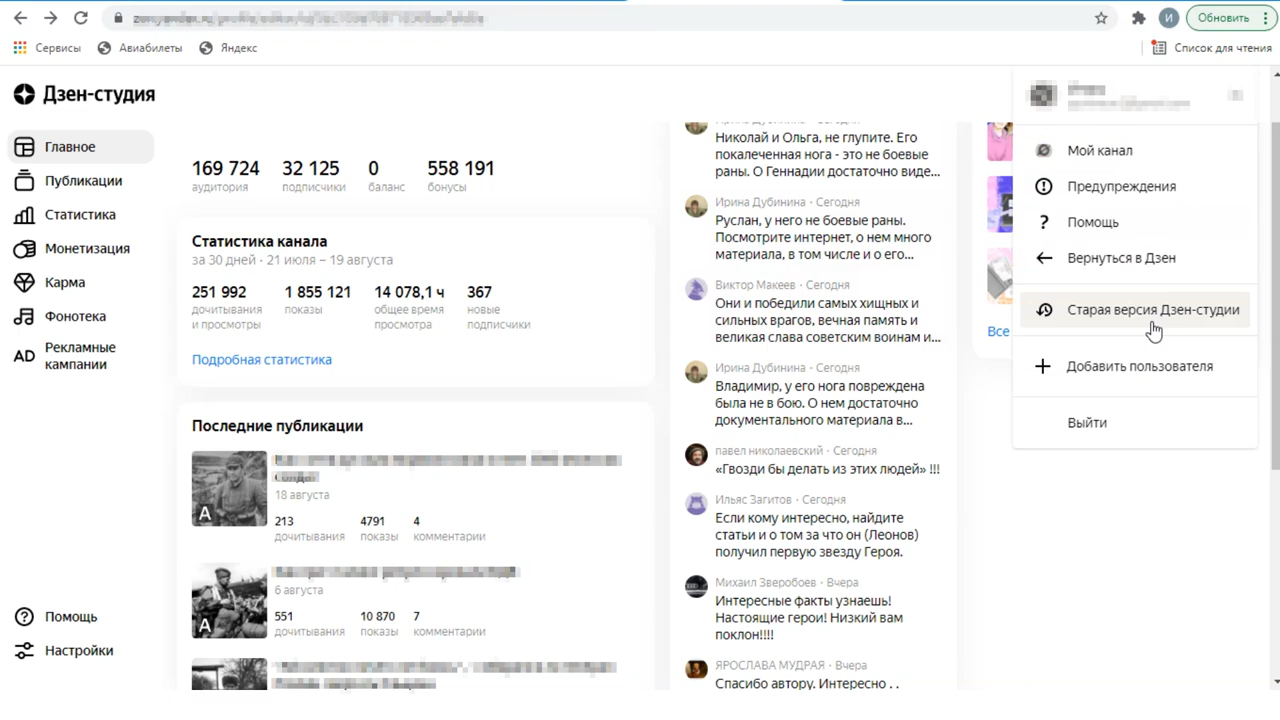 Обновить
Сервисы
Авиабилеты
Яндекс
Список для чтения
Дзен-студия
Главное
Публикации
Статистика
Монетизация
Карма
Фонотека
AD
Рекламные
кампании
Помощь
Настройки
169 724
32 125
0
558 191
аудитория
подписчики
баланс
бонусы
Статистика канала
за 30 дней · 21 июля – 19 августа
251 992
1 855 121
14 078,1 ч
367
дочитывания
и просмотры
показы
общее время
просмотра
новые
подписчики
Подробная статистика
Последние публикации
A
18 августа
213
4791
4
дочитывания
показы
комментарии
A
6 августа
551
10 870
7
дочитывания
показы
комментарии
Ирина Дубинина · Сегодня
Николай и Ольга, не глупите. Его
покалеченная нога - это не боевые
раны. О Геннадии достаточно виде...
Ирина Дубинина · Сегодня
Руслан, у него не боевые раны.
Посмотрите интернет, о нем много
материала, в том числе и о его...
Виктор Макеев · Сегодня
Они и победили самых хищных и
сильных врагов, вечная память и
великая слава советским воинам и...
Ирина Дубинина · Сегодня
Владимир, у его нога повреждена
была не в бою. О нем достаточно
документального материала в...
павел николаевский · Сегодня
«Гвозди бы делать из этих людей» !!!
Ильяс Загитов · Сегодня
Если кому интересно, найдите
статьи и о том за что он (Леонов)
получил первую звезду Героя.
Михаил Зверобоев · Вчера
Интересные факты узнаешь!
Настоящие герои! Низкий вам
поклон!!!!
ЯРОСЛАВА МУДРАЯ · Вчера
Спасибо автору. Интересно . .
Все
И
Мой канал
Предупреждения
Помощь
Вернуться в Дзен
Старая версия Дзен-студии
Добавить пользователя
Выйти